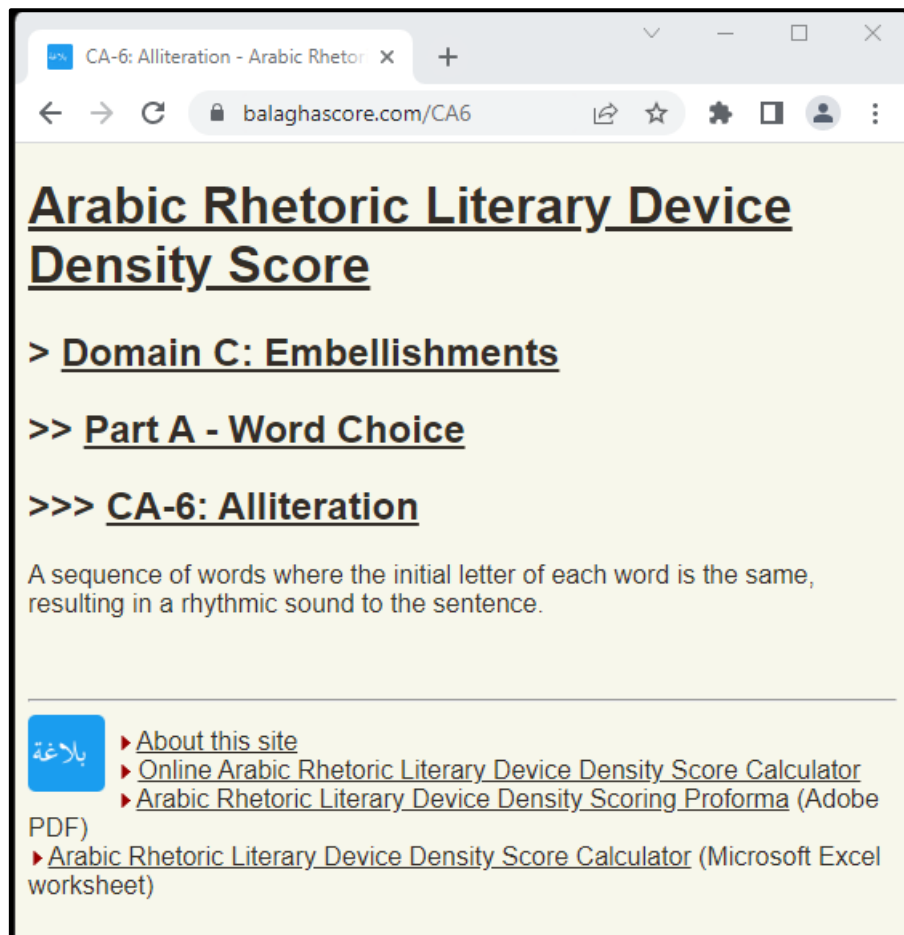 CA-6: Alliteration - Arabic Rhetor
balaghascore.com/CA6
Arabic Rhetoric Literary Device
Density Score
> Domain C: Embellishments
>> Part A - Word Choice
>>> CA-6: Alliteration
A sequence of words where the initial letter of each word is the same,
resulting in a rhythmic sound to the sentence.
بلاغة
About this site
Online Arabic Rhetoric Literary Device Density Score Calculator
Arabic Rhetoric Literary Device Density Scoring Proforma (Adobe
PDF)
Arabic Rhetoric Literary Device Density Score Calculator (Microsoft Excel
worksheet)